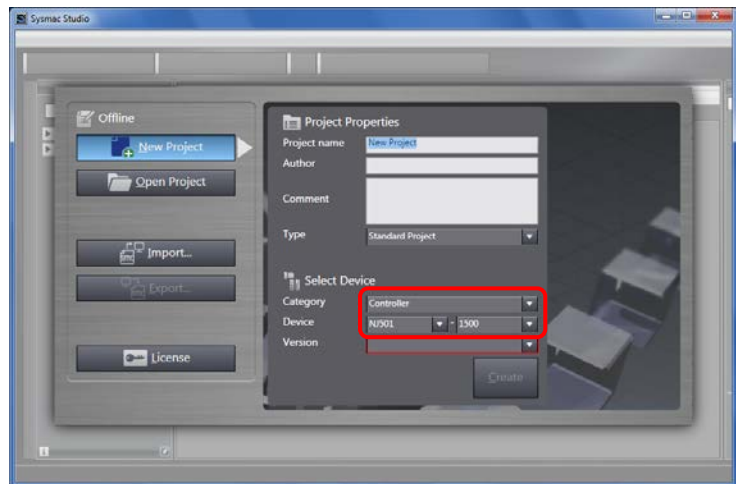 Sysmac Studio
Offline
New Project
Open Project
Import...
Export...
License
Project Properties
Project name New Project
Author
Comment
Type Standard Project
Select Device
Category Controller
Device NJ501 - 1500
Version
Create